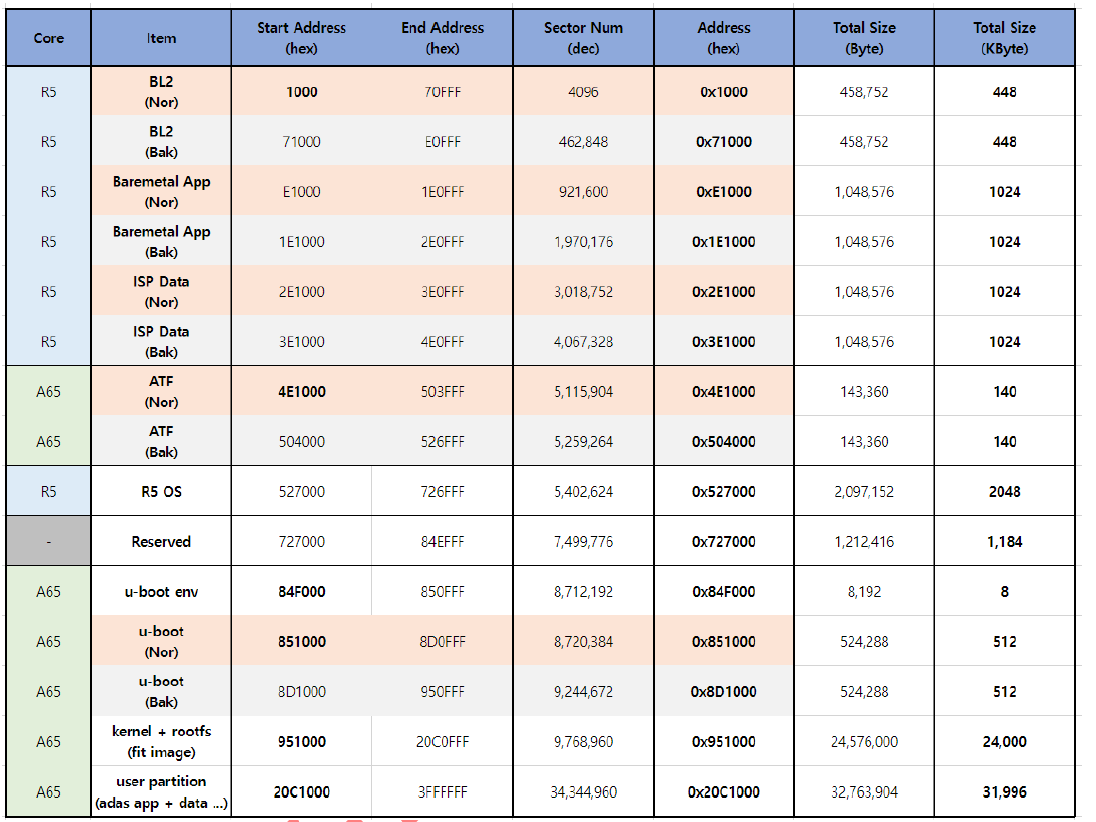 Core Item Start Address (hex) End Address (hex) Sector Num (dec) Address (hex) Total Size (Byte) Total Size (KByte)
R5 BL2 (Nor) 1000 70FFF 4096 0x1000 458,752 448
R5 BL2 (Bak) 71000 E0FFF 462,848 0x71000 458,752 448
R5 Baremetal App (Nor) E1000 1E0FFF 921,600 0xE1000 1,048,576 1024
R5 Baremetal App (Bak) 1E1000 2E0FFF 1,970,176 0x1E1000 1,048,576 1024
R5 ISP Data (Nor) 2E1000 3E0FFF 3,018,752 0x2E1000 1,048,576 1024
R5 ISP Data (Bak) 3E1000 4E0FFF 4,067,328 0x3E1000 1,048,576 1024
A65 ATF (Nor) 4E1000 503FFF 5,115,904 0x4E1000 143,360 140
A65 ATF (Bak) 504000 526FFF 5,259,264 0x504000 143,360 140
R5 R5 OS 527000 726FFF 5,402,624 0x527000 2,097,152 2048
- Reserved 727000 84EFFF 7,499,776 0x727000 1,212,416 1,184
A65 u-boot env 84F000 850FFF 8,712,192 0x84F000 8,192 8
A65 u-boot (Nor) 851000 8D0FFF 8,720,384 0x851000 524,288 512
A65 u-boot (Bak) 8D1000 950FFF 9,244,672 0x8D1000 524,288 512
A65 kernel + rootfs (fit image) 951000 20C0FFF 9,768,960 0x951000 24,576,000 24,000
A65 user partition (adas app + data ...) 20C1000 3FFFFFF 34,344,960 0x20C1000 32,763,904 31,996